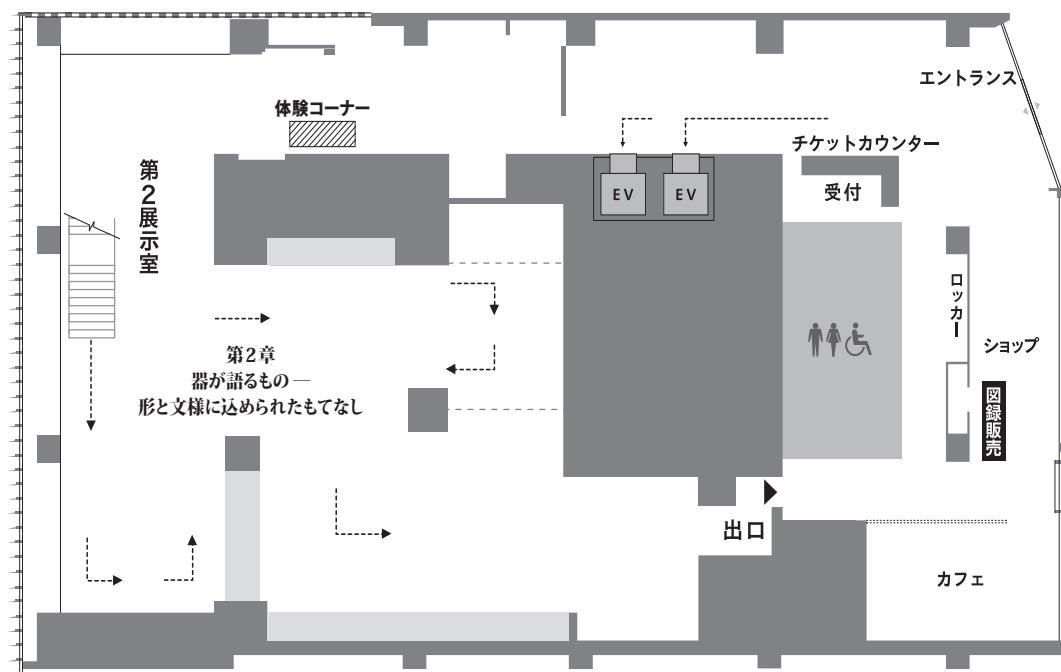 エントランス
体験コーナー
チケットカウンター
受付
EV
EV
第2展示室
ロッカー
ショップ
第2章
器が語るもの―
形と文様に込められたもてなし
図録販売
出口
カフェ